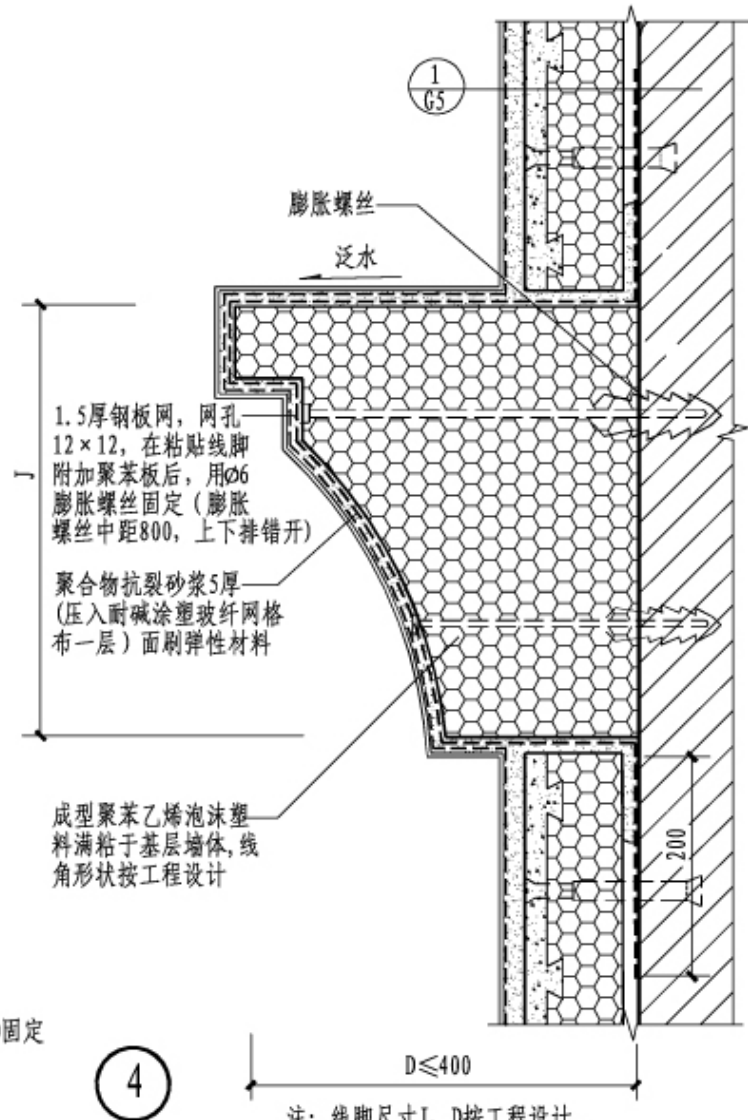 1
G5
膨胀螺丝
泛水
1.5厚钢板网，网孔
12×12，在粘贴线脚
附加聚苯板后，用Ø6
膨胀螺丝固定（膨胀
螺丝中距800，上下排错开)
J
聚合物抗裂砂浆5厚
(压入耐碱涂塑玻纤网格
布一层）面刷弹性材料
成型聚苯乙烯泡沫塑
料满粘于基层墙体,线
角形状按工程设计
200
固定
4
D≤400
注：线脚尺寸J、D按工程设计